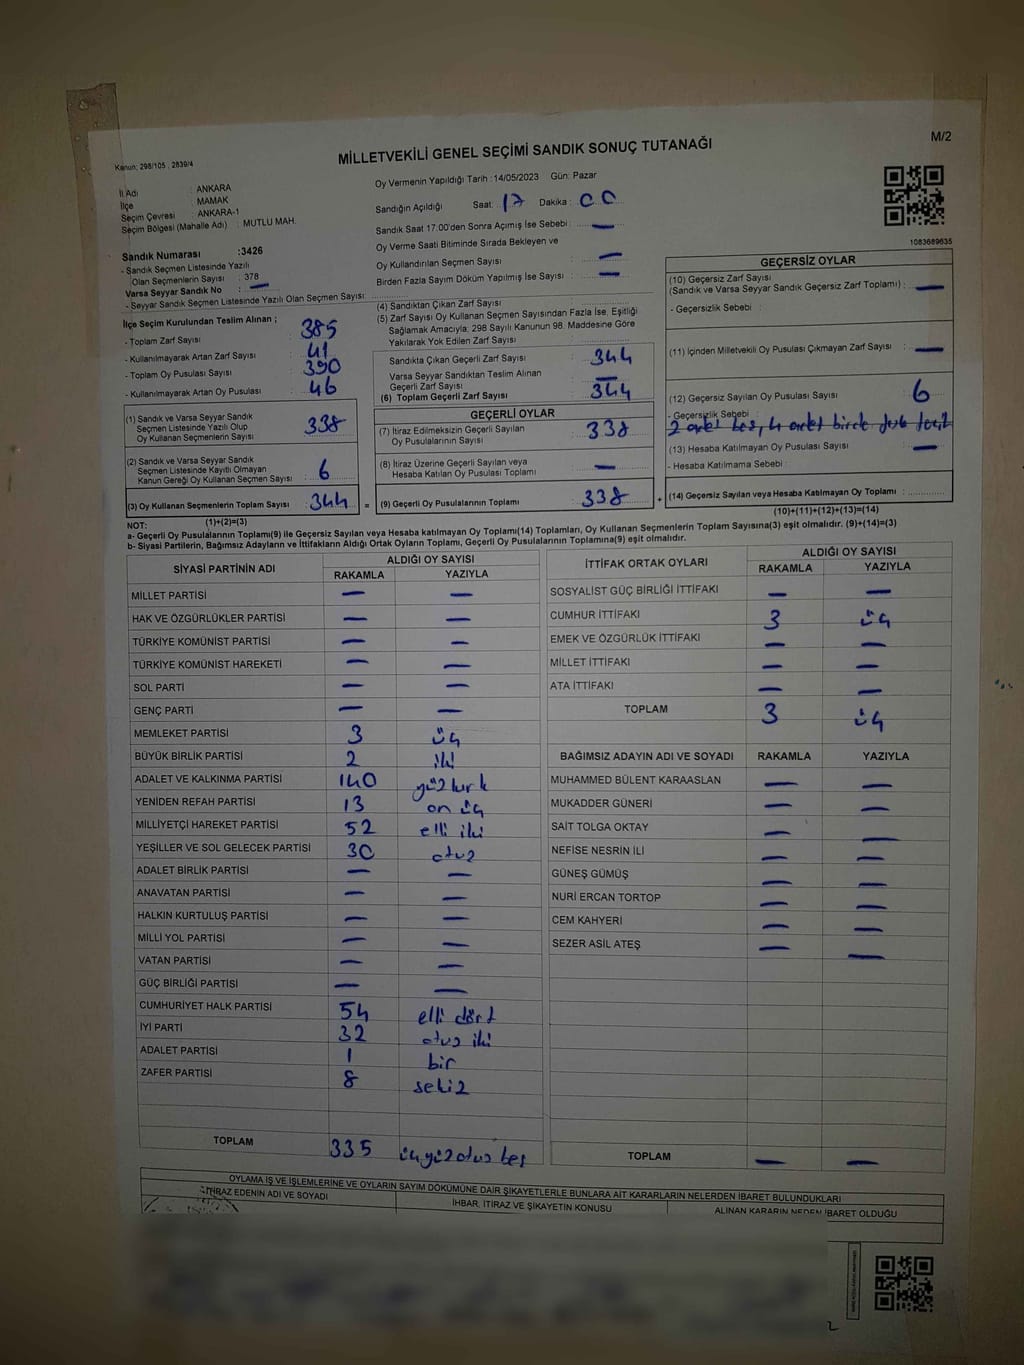 M/2
Kanun: 298/105 , 2839/4
MİLLETVEKİLİ GENEL SEÇİMİ SANDIK SONUÇ TUTANAĞI
İl Adı : ANKARA
İlçe : MAMAK
Seçim Çevresi : ANKARA-1
Seçim Bölgesi (Mahalle Adı) : MUTLU MAH.
Sandık Numarası :3426
- Sandık Seçmen Listesinde Yazılı
Olan Seçmenlerin Sayısı : 378
Varsa Seyyar Sandık No : —
- Seyyar Sandık Seçmen Listesinde Yazılı Olan Seçmen Sayısı:
Oy Vermenin Yapıldığı Tarih :14/05/2023 Gün: Pazar
Sandığın Açıldığı Saat: 17 Dakika : 00
Sandık Saat 17.00'den Sonra Açımış İse Sebebi : —
Oy Verme Saati Bitiminde Sırada Bekleyen ve
Oy Kullandırılan Seçmen Sayısı : —
Birden Fazla Sayım Döküm Yapılmış İse Sayısı : —
1083689635
İlçe Seçim Kurulundan Teslim Alınan ;
- Toplam Zarf Sayısı : 385
- Kullanılmayarak Artan Zarf Sayısı : 41
- Toplam Oy Pusulası Sayısı : 390
- Kullanılmayarak Artan Oy Pusulası : 46
(1) Sandık ve Varsa Seyyar Sandık
Seçmen Listesinde Yazılı Olup
Oy Kullanan Seçmenlerin Sayısı : 338
(2) Sandık ve Varsa Seyyar Sandık
Seçmen Listesinde Kayıtlı Olmayan
Kanun Gereği Oy Kullanan Seçmen Sayısı : 6
(3) Oy Kullanan Seçmenlerin Toplam Sayısı : 344
(1)+(2)=(3)
(4) Sandıktan Çıkan Zarf Sayısı :
(5) Zarf Sayısı Oy Kullanan Seçmen Sayısından Fazla İse, Eşitliği
Sağlamak Amacıyla, 298 Sayılı Kanunun 98. Maddesine Göre
Yakılarak Yok Edilen Zarf Sayısı :
Sandıkta Çıkan Geçerli Zarf Sayısı : 344
Varsa Seyyar Sandıktan Teslim Alınan
Geçerli Zarf Sayısı : —
(6) Toplam Geçerli Zarf Sayısı : 344
GEÇERLİ OYLAR
(7) İtiraz Edilmeksizin Geçerli Sayılan
Oy Pusulalarının Sayısı : 338
(8) İtiraz Üzerine Geçerli Sayılan veya
Hesaba Katılan Oy Pusulası Toplamı : —
= (9) Geçerli Oy Pusulalarının Toplamı : 338 +
GEÇERSİZ OYLAR
(10) Geçersiz Zarf Sayısı
(Sandık ve Varsa Seyyar Sandık Geçersiz Zarf Toplamı) : —
- Geçersizlik Sebebi :
(11) İçinden Milletvekili Oy Pusulası Çıkmayan Zarf Sayısı : —
(12) Geçersiz Sayılan Oy Pusulası Sayısı : 6
- Geçersizlik Sebebi :
(13) Hesaba Katılmayan Oy Pusulası Sayısı : —
- Hesaba Katılmama Sebebi :
(14) Geçersiz Sayılan veya Hesaba Katılmayan Oy Toplamı :
(10)+(11)+(12)+(13)=(14)
NOT:
a- Geçerli Oy Pusulalarının Toplamı(9) ile Geçersiz Sayılan veya Hesaba katılmayan Oy Toplamı(14) Toplamları, Oy Kullanan Seçmenlerin Toplam Sayısına(3) eşit olmalıdır. (9)+(14)=(3)
b- Siyasi Partilerin, Bağımsız Adayların ve İttifakların Aldığı Ortak Oyların Toplamı, Geçerli Oy Pusulalarının Toplamına(9) eşit olmalıdır.
SİYASİ PARTİNİN ADI ALDIĞI OY SAYISI
RAKAMLA YAZIYLA
MİLLET PARTİSİ — —
HAK VE ÖZGÜRLÜKLER PARTİSİ — —
TÜRKİYE KOMÜNİST PARTİSİ — —
TÜRKİYE KOMÜNİST HAREKETİ — —
SOL PARTİ — —
GENÇ PARTİ — —
MEMLEKET PARTİSİ 3 üç
BÜYÜK BİRLİK PARTİSİ 2 iki
ADALET VE KALKINMA PARTİSİ 140 yüzkırk
YENİDEN REFAH PARTİSİ 13 on üç
MİLLİYETÇİ HAREKET PARTİSİ 52 elli iki
YEŞİLLER VE SOL GELECEK PARTİSİ 30 otuz
ADALET BİRLİK PARTİSİ — —
ANAVATAN PARTİSİ — —
HALKIN KURTULUŞ PARTİSİ — —
MİLLİ YOL PARTİSİ — —
VATAN PARTİSİ — —
GÜÇ BİRLİĞİ PARTİSİ — —
CUMHURİYET HALK PARTİSİ 54 elli dört
İYİ PARTİ 32 otuz iki
ADALET PARTİSİ 1 bir
ZAFER PARTİSİ 8 sekiz
TOPLAM 335 üçyüzotuz beş
İTTİFAK ORTAK OYLARI ALDIĞI OY SAYISI
RAKAMLA YAZIYLA
SOSYALİST GÜÇ BİRLİĞİ İTTİFAKI — —
CUMHUR İTTİFAKI 3 üç
EMEK VE ÖZGÜRLÜK İTTİFAKI — —
MİLLET İTTİFAKI — —
ATA İTTİFAKI — —
TOPLAM 3 üç
BAĞIMSIZ ADAYIN ADI VE SOYADI RAKAMLA YAZIYLA
MUHAMMED BÜLENT KARAASLAN — —
MUKADDER GÜNERİ — —
SAİT TOLGA OKTAY — —
NEFİSE NESRİN İLİ — —
GÜNEŞ GÜMÜŞ — —
NURİ ERCAN TORTOP — —
CEM KAHYERİ — —
SEZER ASİL ATEŞ — —
TOPLAM — —
OYLAMA İŞ VE İŞLEMLERİNE VE OYLARIN SAYIM DÖKÜMÜNE DAİR ŞİKAYETLERLE BUNLARA AİT KARARLARIN NELERDEN İBARET BULUNDUKLARI
İTİRAZ EDENİN ADI VE SOYADI İHBAR, İTİRAZ VE ŞİKAYETİN KONUSU ALINAN KARARIN NEDEN İBARET OLDUĞU